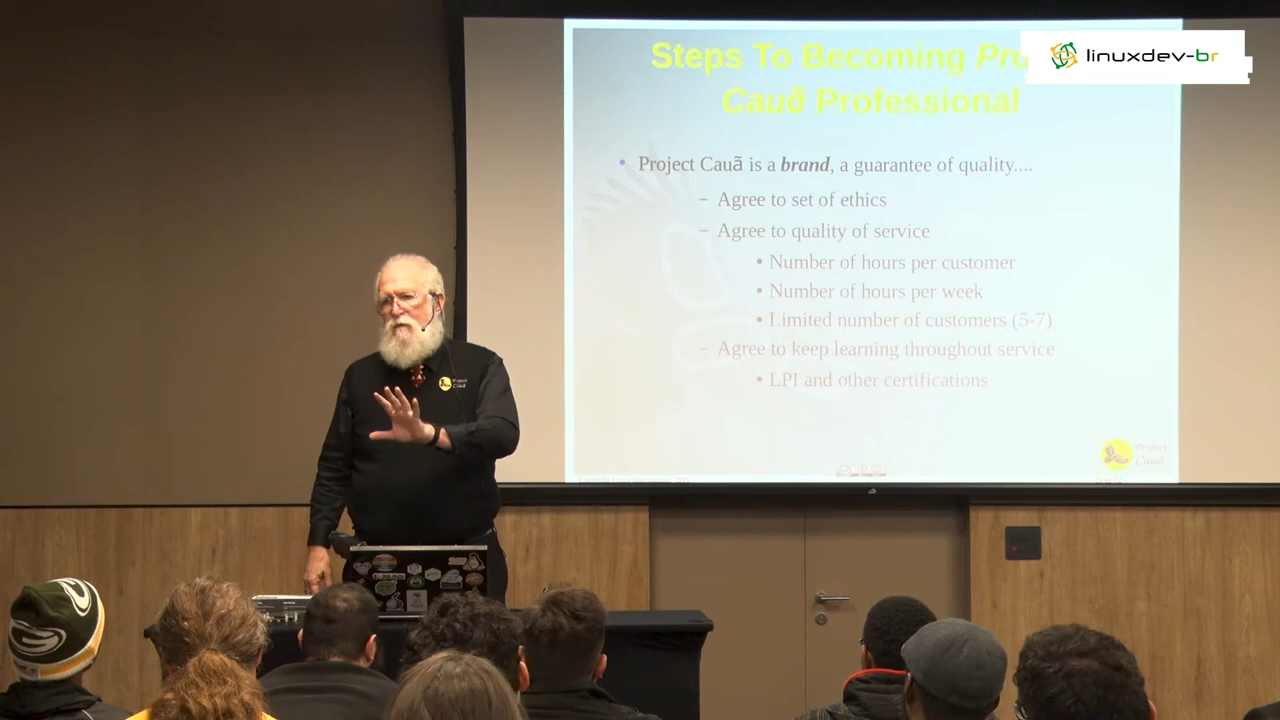 Steps To Becoming
linuxdev-br
Cauã Professional
Project Cauã is a brand, a guarantee of quality....
– Agree to set of ethics
– Agree to quality of service
• Number of hours per customer
• Number of hours per week
• Limited number of customers (5-7)
– Agree to keep learning throughout service
• LPI and other certifications
Project
Cauã
Project
Cauã